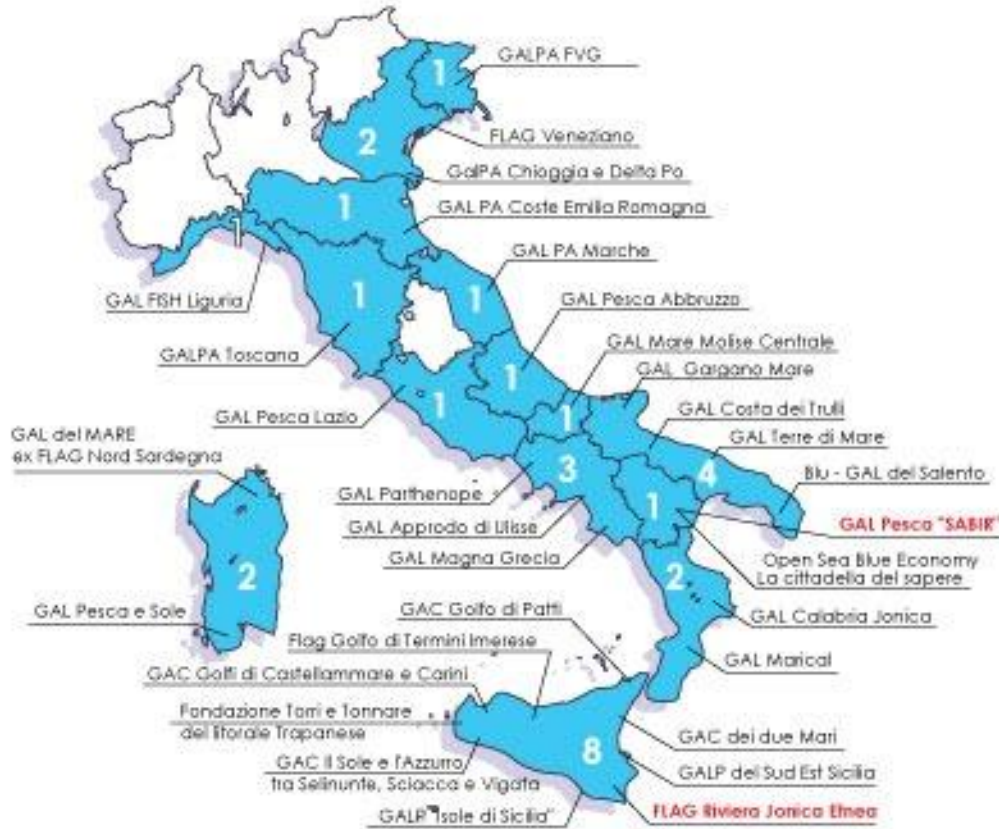 GALPA FVG
1
FLAG Veneziano
2
GalPA Chioggia e Delta Po
1
GAL PA Coste Emilia Romagna
1
GAL PA Marche
GAL FISH Liguria
1
1
GAL Pesca Abbruzzo
GALPA Toscana
GAL Mare Molise Centrale
1
GAL Gargano Mare
GAL Pesca Lazio
1
1
GAL Costa dei Trulli
GAL del MARE
ex FLAG Nord Sardegna
GAL Terre di Mare
3
4
Blu - GAL del Salento
GAL Parthenope
1
GAL Pesca "SABIR"
GAL Approdo di Ulisse
GAL Magna Grecia
Open Sea Blue Economy
La cittadella del sapere
2
2
GAC Golfo di Patti
GAL Calabria Jonica
GAL Pesca e Sole
Flag Golfo di Termini Imerese
GAL Marical
GAC Golfi di Castellammare e Carini
Fondazione Torri e Tonnare
del litorale Trapanese
GAC dei due Mari
GAC Il Sole e l'Azzurro
tra Selinunte, Sciacca e Vigata
8
GALP del Sud Est Sicilia
GALP "Isole di Sicilia"
FLAG Riviera Jonica Etnea